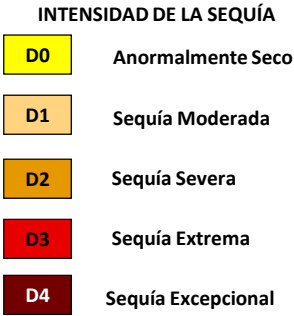 INTENSIDAD DE LA SEQUÍA
D0 Anormalmente Seco
D1 Sequía Moderada
D2 Sequía Severa
D3 Sequía Extrema
D4 Sequía Excepcional